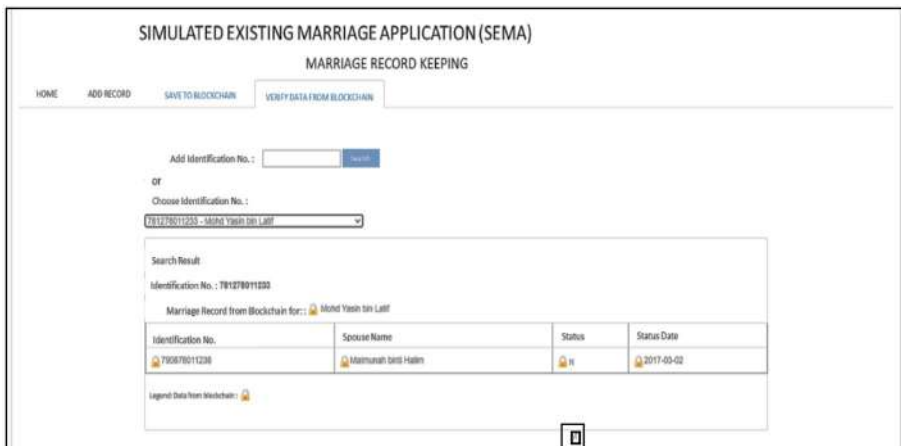 SIMULATED EXISTING MARRIAGE APPLICATION (SEMA)
MARRIAGE RECORD KEEPING
HOME ADD RECORD SAVE TO BLOCKCHAIN VERIFY DATA FROM BLOCKCHAIN
Add Identification No. : Search
or
Choose Identification No. :
781278011233 - Mohd Yasin bin Latif
Search Result
Identification No. : 781278011233
Marriage Record from Blockchain for: : Mohd Yasin bin Latif
Identification No. Spouse Name Status Status Date
790878011238 Maimunah binti Halim H 2017-03-02
Legend: Data from blockchain :